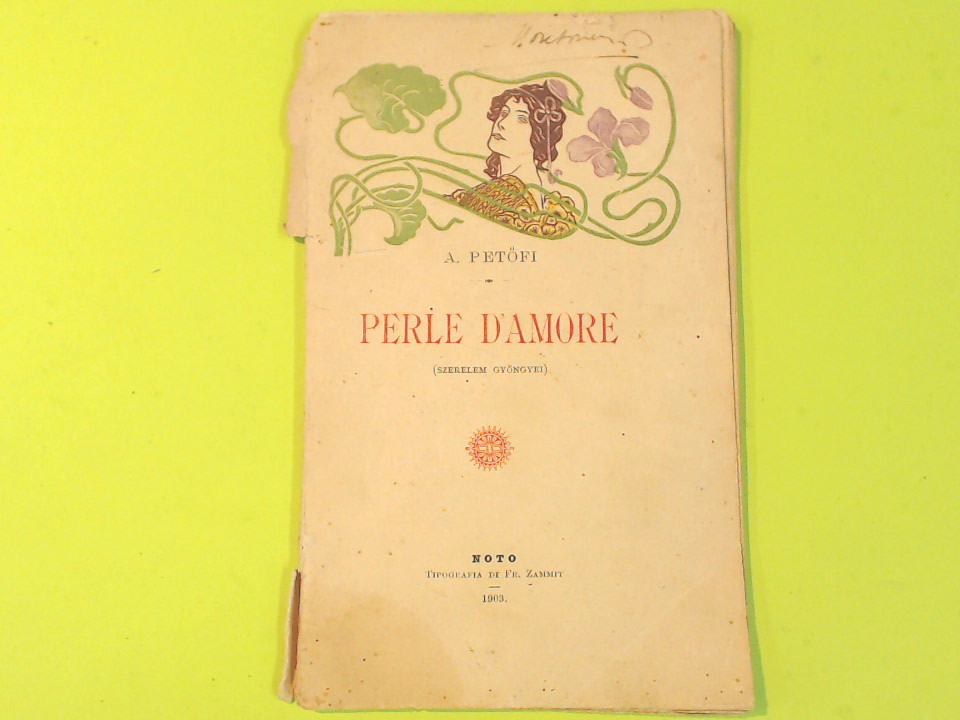 A. PETŐFI
PERLE D'AMORE
(SZERELEM GYÖNGYEI)
NOTO
TIPOGRAFIA DI FR. ZAMMIT
1903.